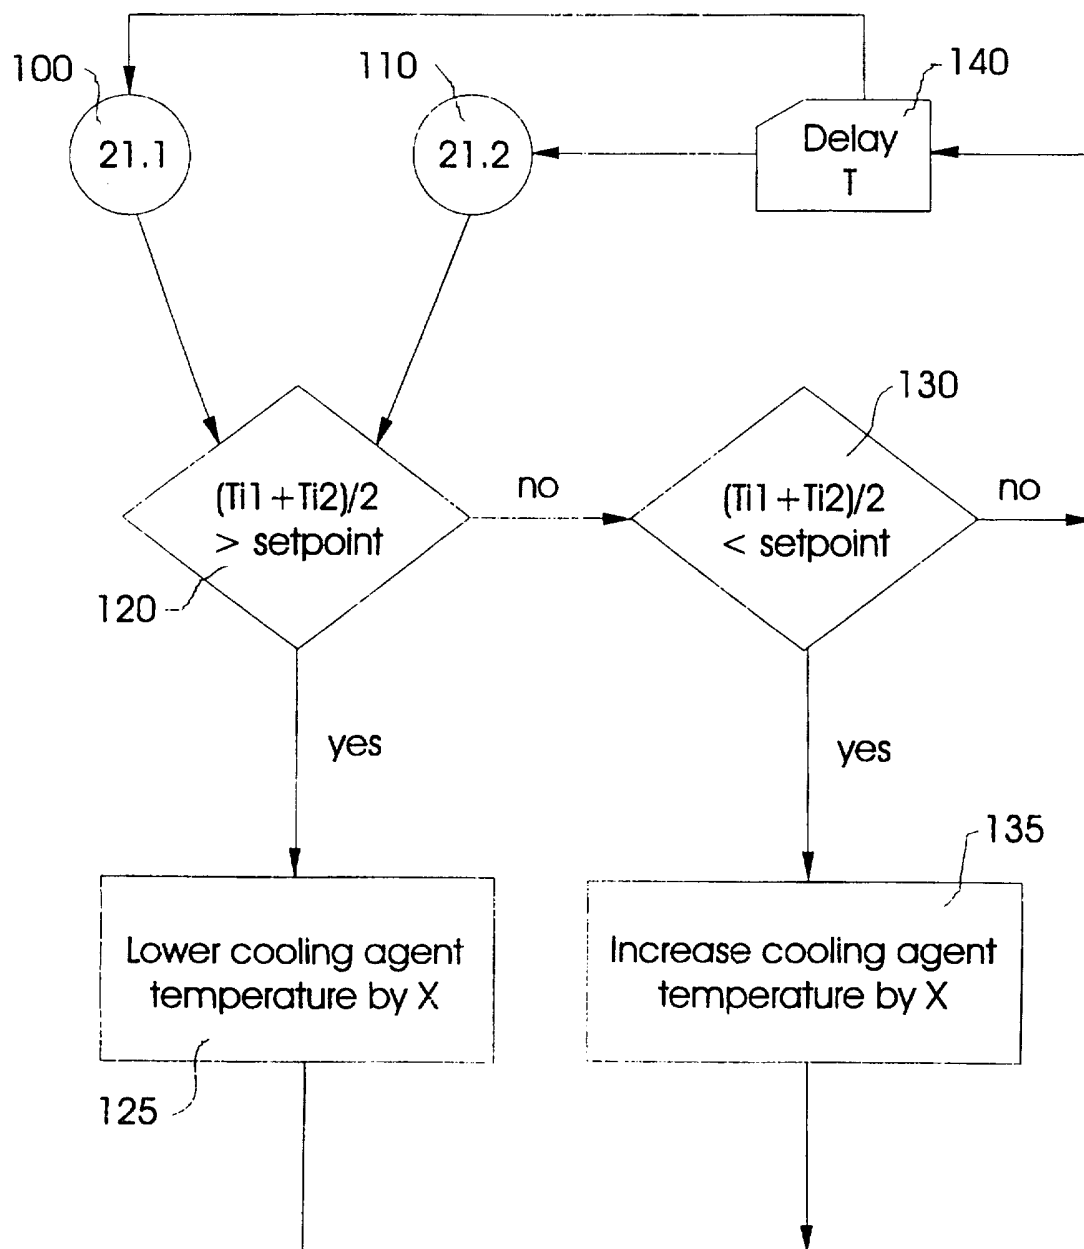 100
110
140
21.1
21.2
Delay
T
130
(Ti1+Ti2)/2
> setpoint
no
(Ti1+Ti2)/2
< setpoint
no
120
yes
yes
135
Lower cooling agent
temperature by X
Increase cooling agent
temperature by X
125